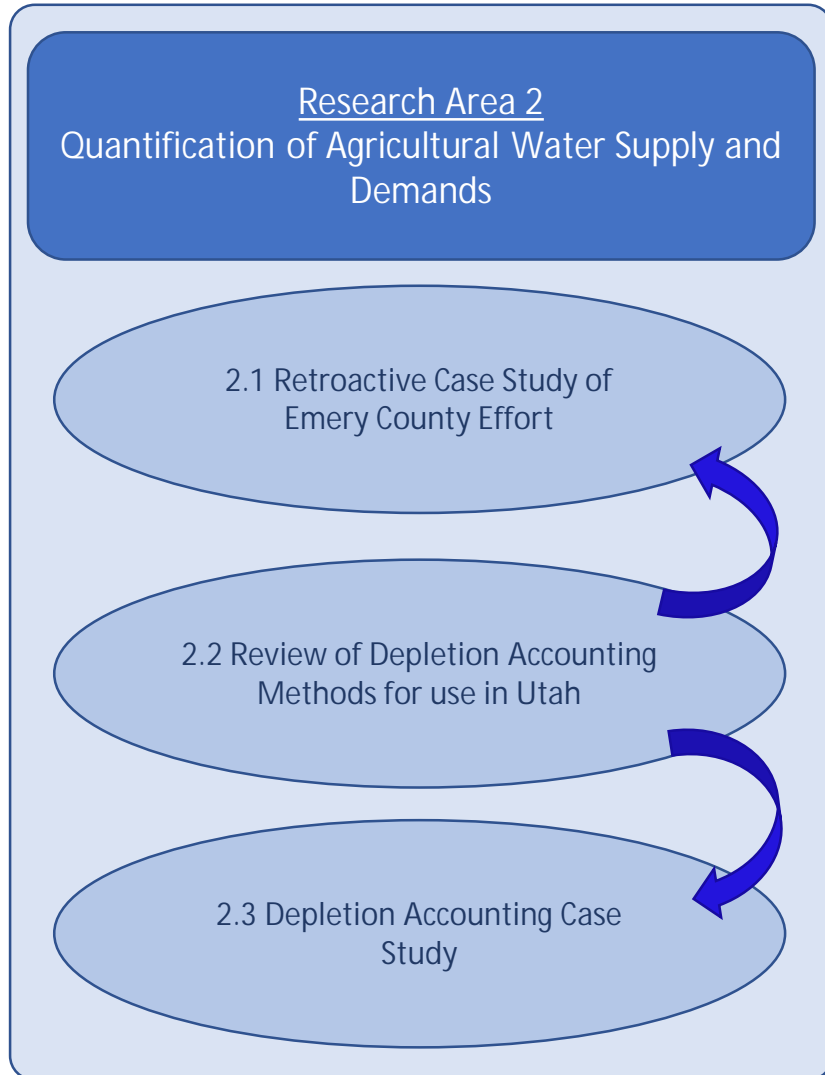 Research Area 2
Quantification of Agricultural Water Supply and
Demands
2.1 Retroactive Case Study of
Emery County Effort
2.2 Review of Depletion Accounting
Methods for use in Utah
2.3 Depletion Accounting Case
Study